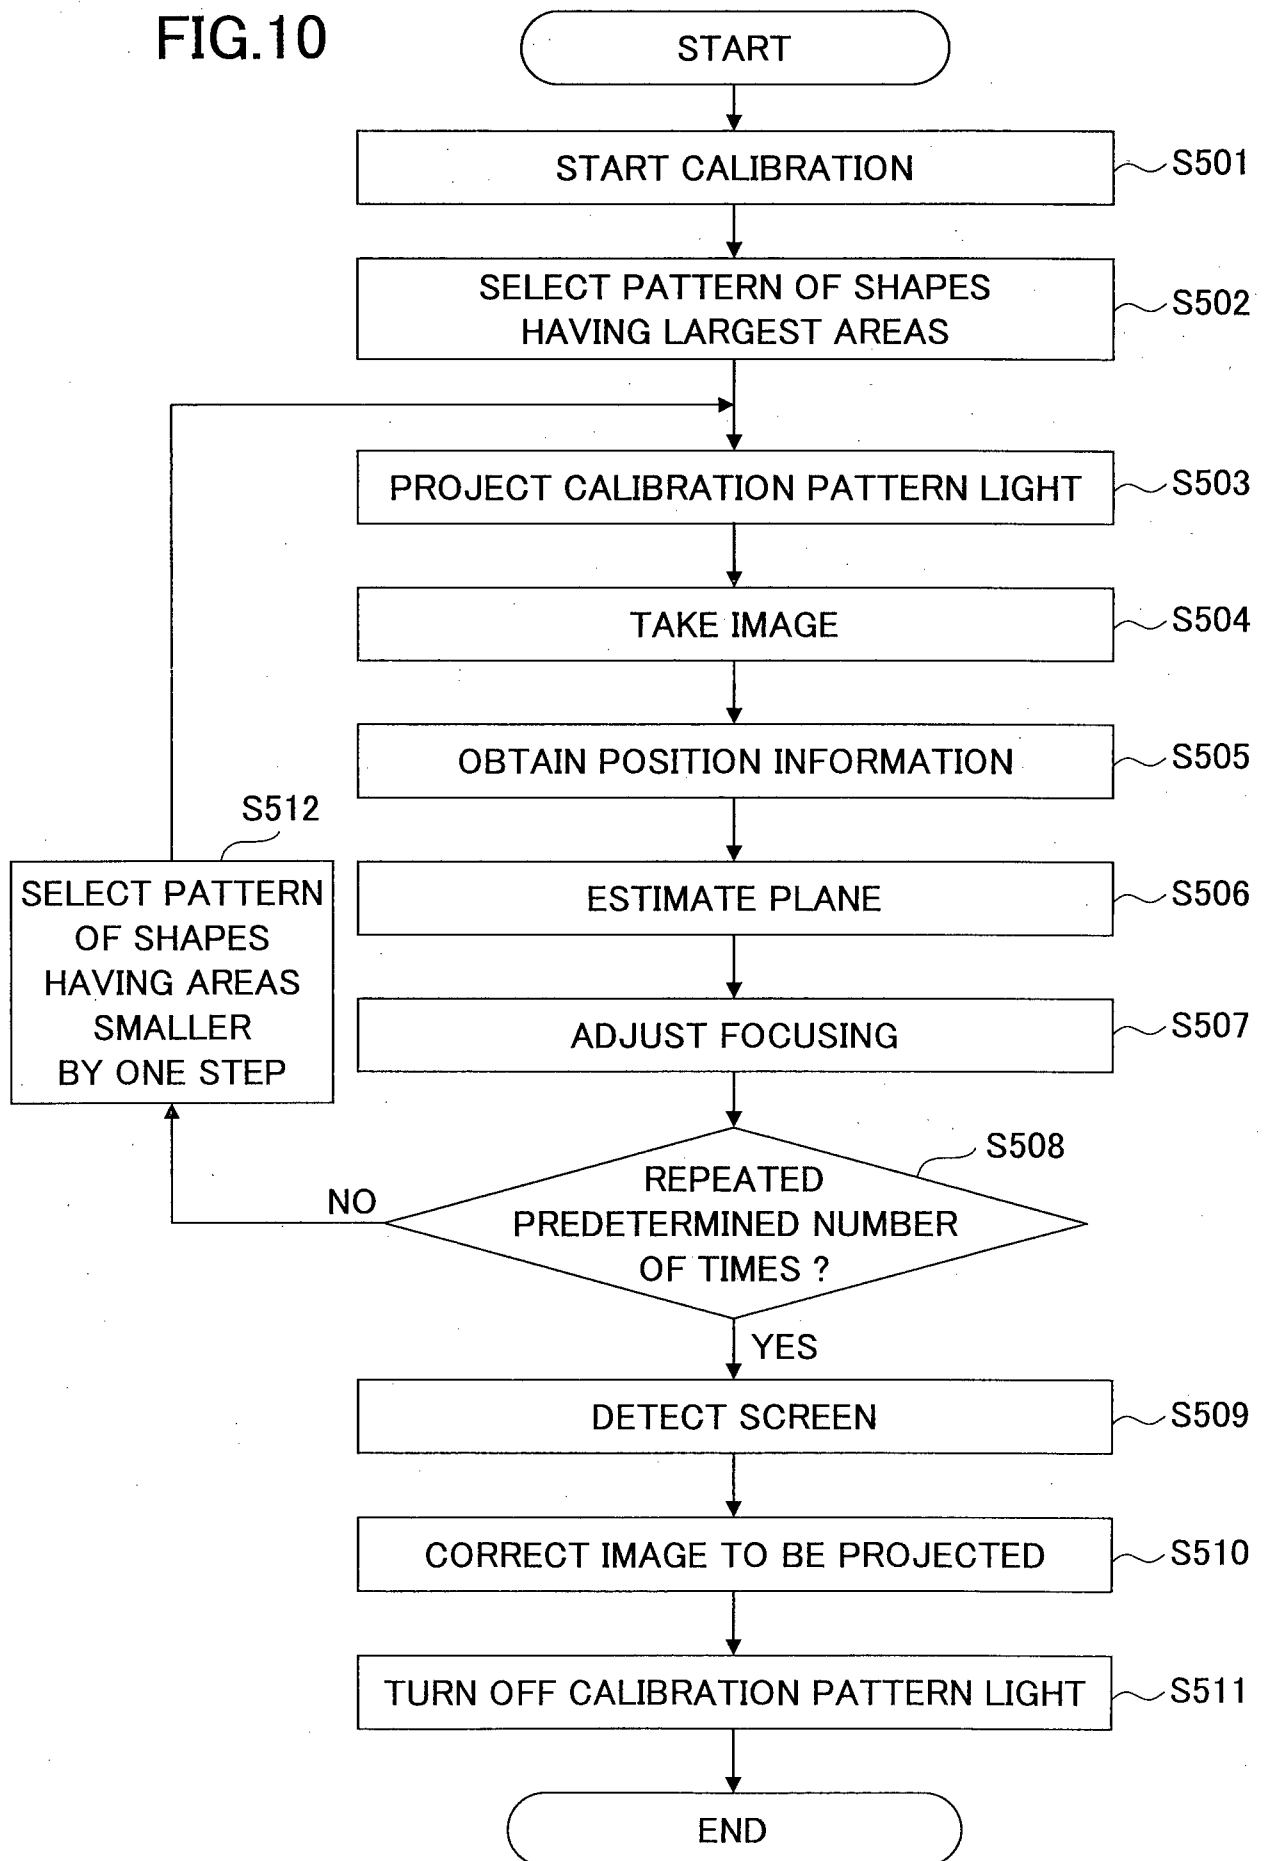 FIG.10
START
START CALIBRATION
S501
SELECT PATTERN OF SHAPES
HAVING LARGEST AREAS
S502
PROJECT CALIBRATION PATTERN LIGHT
S503
TAKE IMAGE
S504
OBTAIN POSITION INFORMATION
S505
S512
SELECT PATTERN
OF SHAPES
HAVING AREAS
SMALLER
BY ONE STEP
ESTIMATE PLANE
S506
ADJUST FOCUSING
S507
REPEATED
PREDETERMINED NUMBER
OF TIMES ?
S508
NO
YES
DETECT SCREEN
S509
CORRECT IMAGE TO BE PROJECTED
S510
TURN OFF CALIBRATION PATTERN LIGHT
S511
END